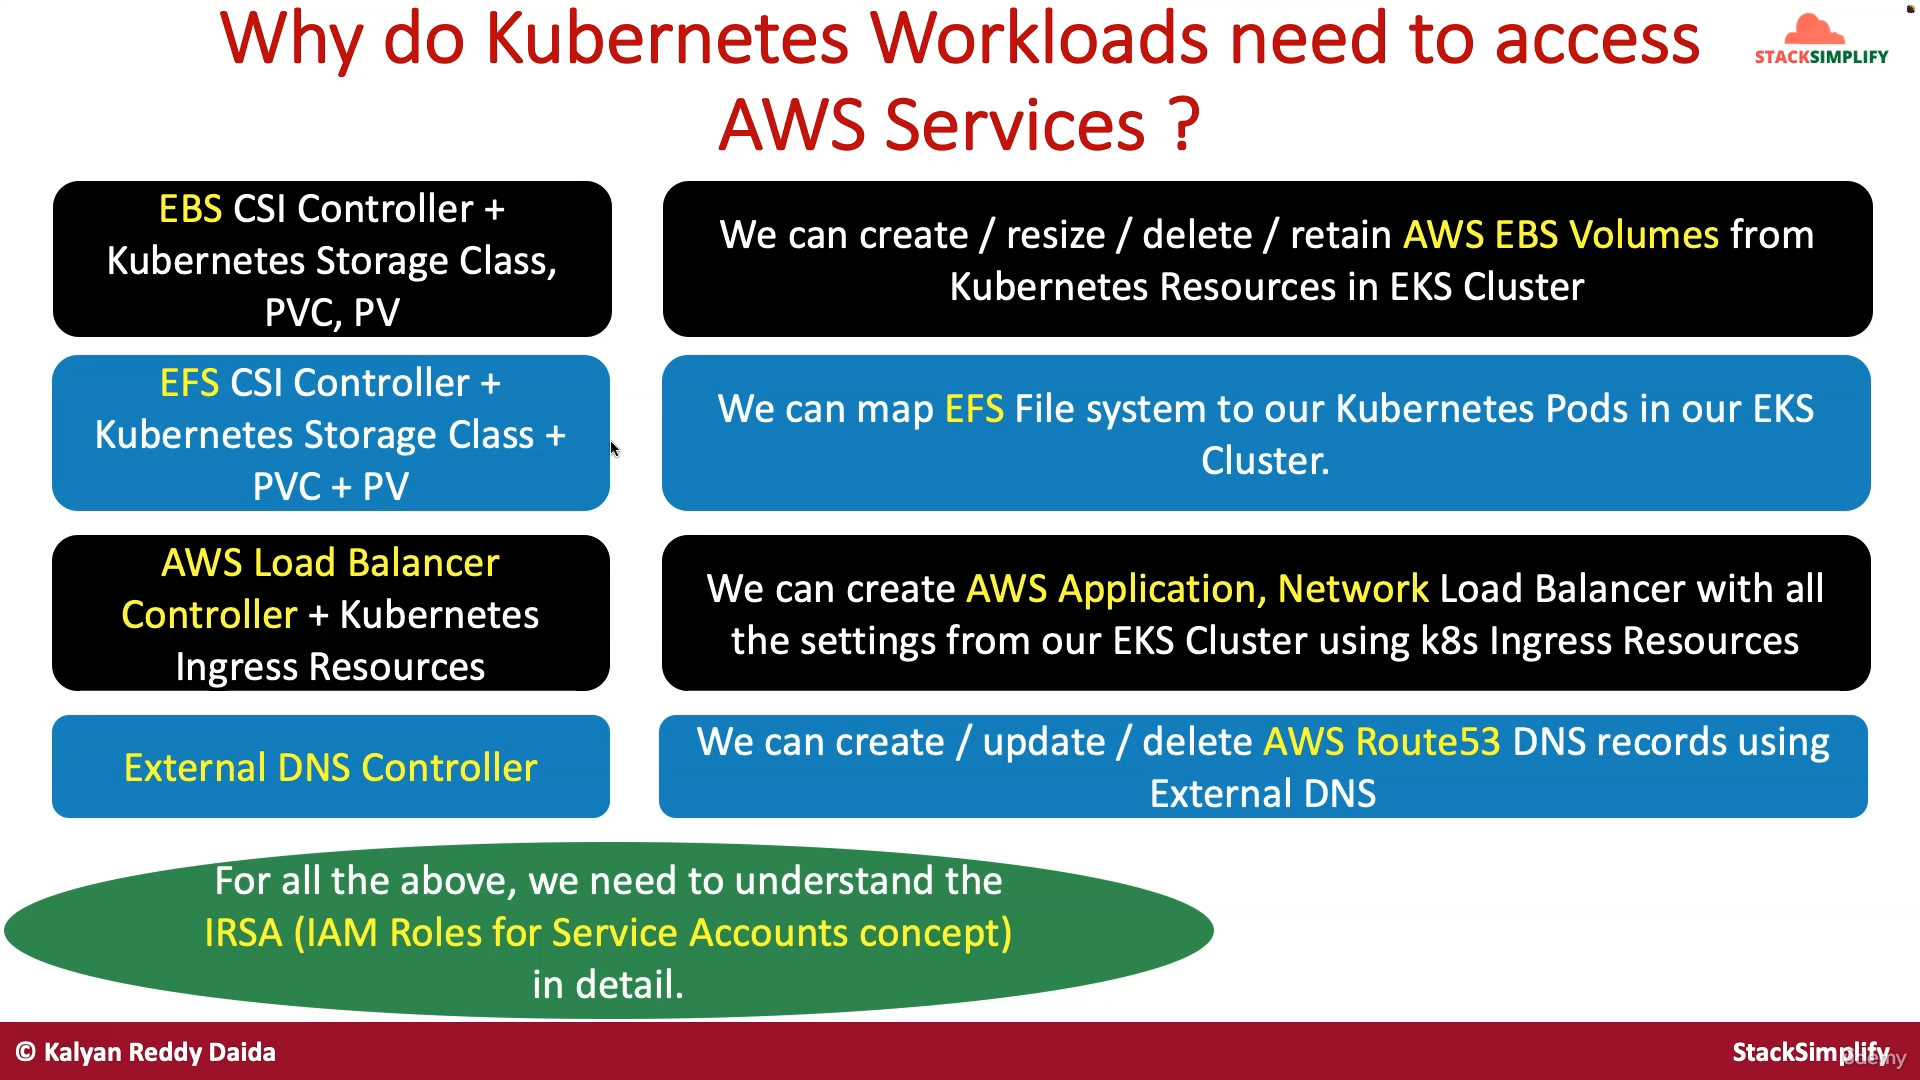 Why do Kubernetes Workloads need to access
AWS Services ?
STACKSIMPLIFY
EBS CSI Controller +
Kubernetes Storage Class,
PVC, PV
We can create / resize / delete / retain AWS EBS Volumes from
Kubernetes Resources in EKS Cluster
EFS CSI Controller +
Kubernetes Storage Class +
PVC + PV
We can map EFS File system to our Kubernetes Pods in our EKS
Cluster.
AWS Load Balancer
Controller + Kubernetes
Ingress Resources
We can create AWS Application, Network Load Balancer with all
the settings from our EKS Cluster using k8s Ingress Resources
External DNS Controller
We can create / update / delete AWS Route53 DNS records using
External DNS
For all the above, we need to understand the
IRSA (IAM Roles for Service Accounts concept)
in detail.
© Kalyan Reddy Daida
StackSimplify
udemy